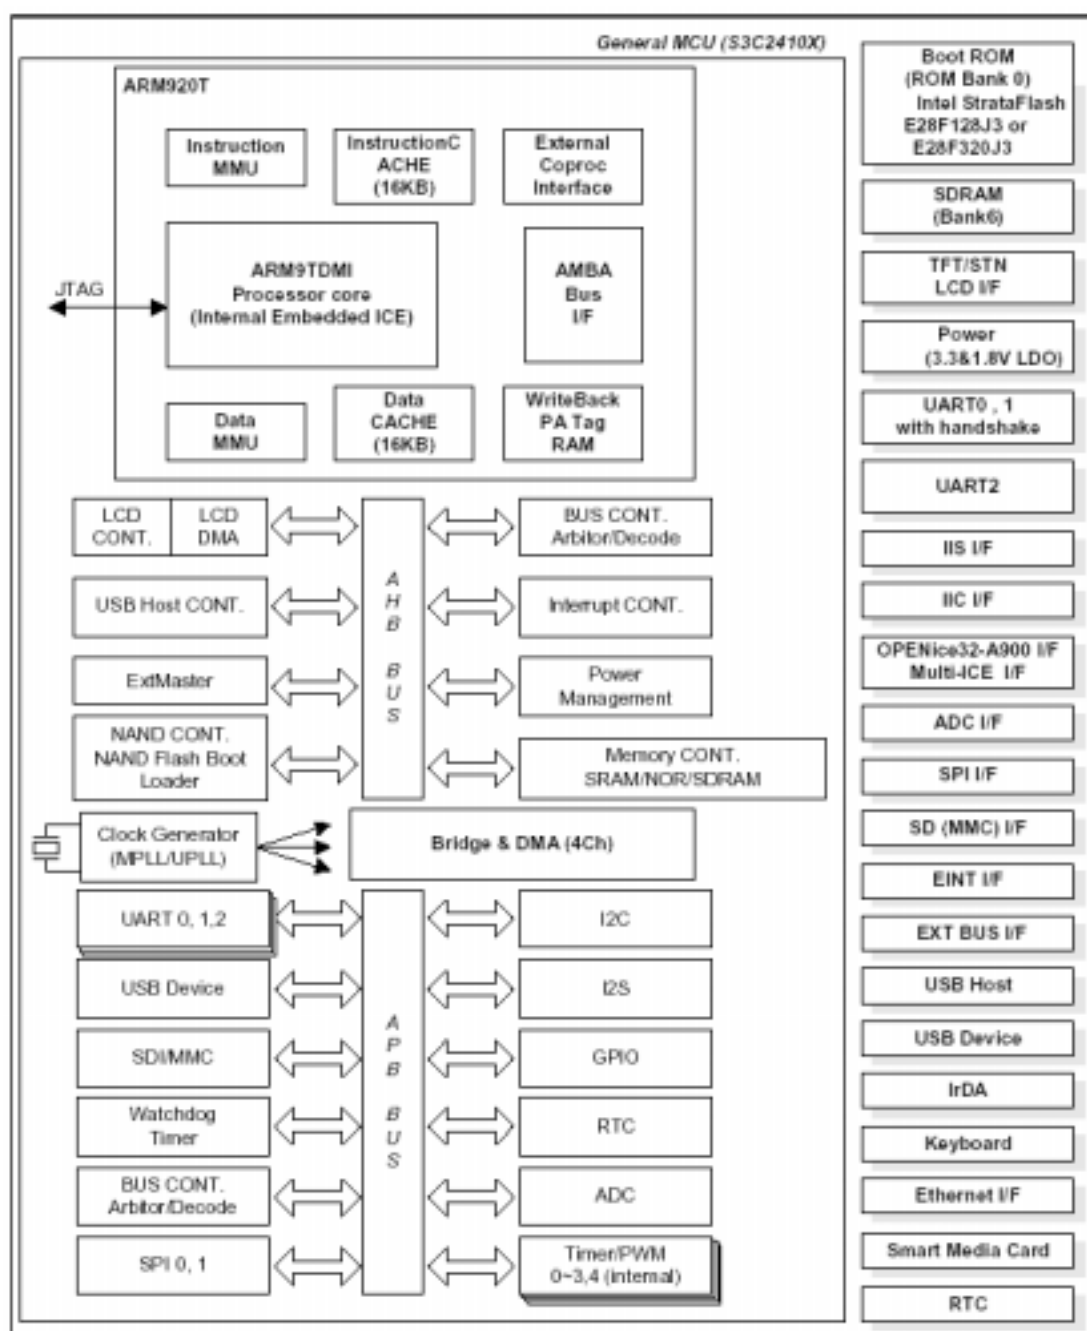 General MCU (S3C2410X)
ARM920T
Instruction
MMU
InstructionC
ACHE
(16KB)
External
Coproc
Interface
JTAG
ARM9TDMI
Processor core
(Internal Embedded ICE)
AMBA
Bus
I/F
Data
MMU
Data
CACHE
(16KB)
WriteBack
PA Tag
RAM
LCD
CONT.
LCD
DMA
AHB BUS
BUS CONT.
Arbitor/Decode
USB Host CONT.
Interrupt CONT.
ExtMaster
Power
Management
NAND CONT.
NAND Flash Boot
Loader
Memory CONT.
SRAM/NOR/SDRAM
Clock Generator
(MPLL/UPLL)
Bridge & DMA (4Ch)
UART 0, 1,2
APB BUS
I2C
USB Device
I2S
SDI/MMC
GPIO
Watchdog
Timer
RTC
BUS CONT.
Arbitor/Decode
ADC
SPI 0, 1
Timer/PWM
0~3,4 (internal)
Boot ROM
(ROM Bank 0)
Intel StrataFlash
E28F128J3 or
E28F320J3
SDRAM
(Bank6)
TFT/STN
LCD I/F
Power
(3.3&1.8V LDO)
UART0 , 1
with handshake
UART2
IIS I/F
IIC I/F
OPENice32-A900 I/F
Multi-ICE I/F
ADC I/F
SPI I/F
SD (MMC) I/F
EINT I/F
EXT BUS I/F
USB Host
USB Device
IrDA
Keyboard
Ethernet I/F
Smart Media Card
RTC